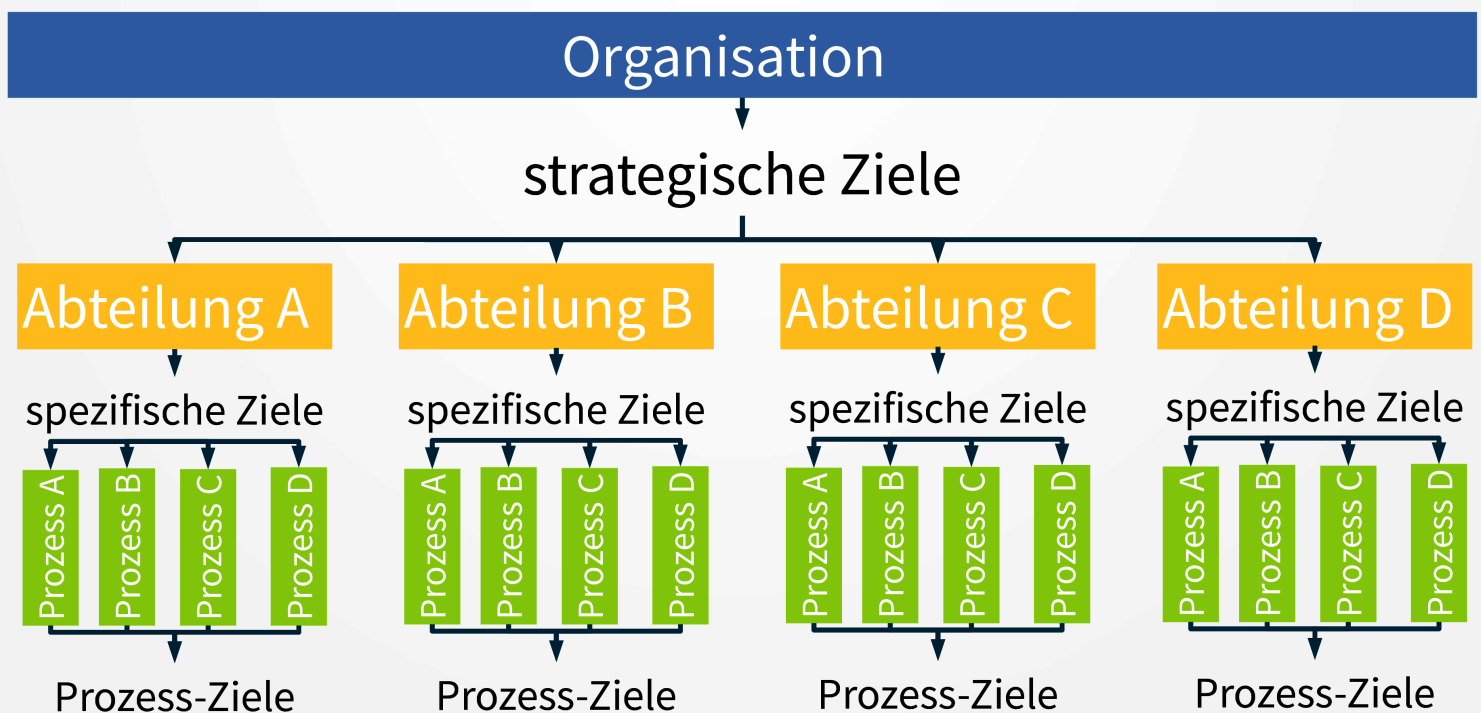 Organisation
strategische Ziele
Abteilung A
Abteilung B
Abteilung C
Abteilung D
spezifische Ziele
spezifische Ziele
spezifische Ziele
spezifische Ziele
Prozess A
Prozess B
Prozess C
Prozess D
Prozess A
Prozess B
Prozess C
Prozess D
Prozess A
Prozess B
Prozess C
Prozess D
Prozess A
Prozess B
Prozess C
Prozess D
Prozess-Ziele
Prozess-Ziele
Prozess-Ziele
Prozess-Ziele